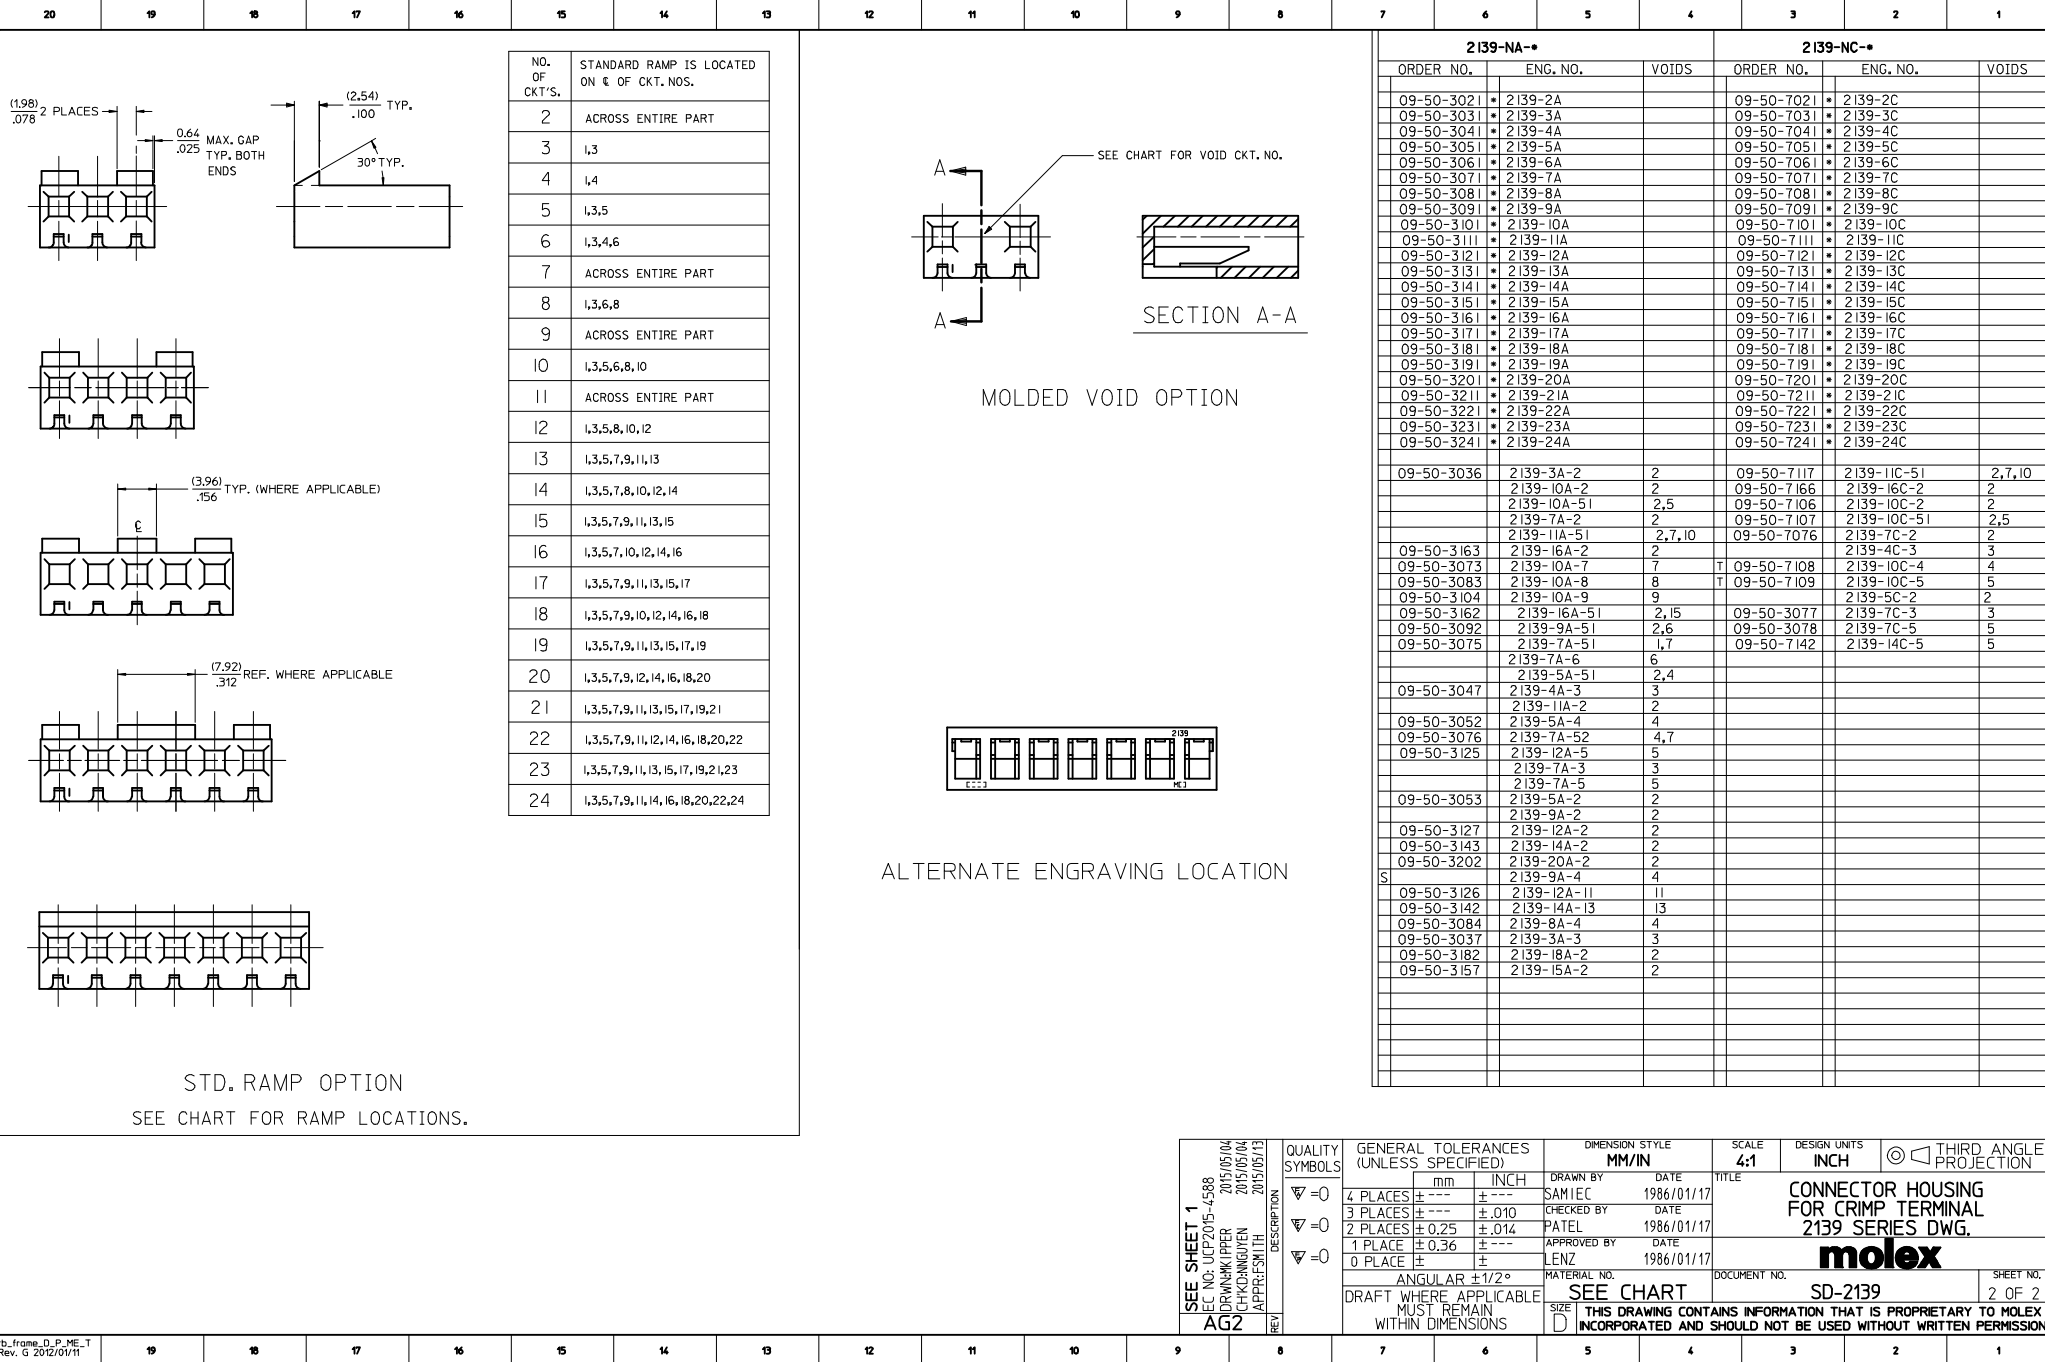 20 19 18 17 16 15 14 13 12 11 10 9 8 7 6 5 4 3 2 1
(1.98)
.078 2 PLACES
0.64
.025 MAX. GAP
TYP. BOTH
ENDS
(2.54)
.100 TYP.
30° TYP.
(3.96)
.156 TYP. (WHERE APPLICABLE)
℄
(7.92)
.312 REF. WHERE APPLICABLE
STD. RAMP OPTION
SEE CHART FOR RAMP LOCATIONS.
NO. OF CKT'S. STANDARD RAMP IS LOCATED ON ℄ OF CKT. NOS.
2 ACROSS ENTIRE PART
3 1,3
4 1,4
5 1,3,5
6 1,3,4,6
7 ACROSS ENTIRE PART
8 1,3,6,8
9 ACROSS ENTIRE PART
10 1,3,5,6,8,10
11 ACROSS ENTIRE PART
12 1,3,5,8,10,12
13 1,3,5,7,9,11,13
14 1,3,5,7,8,10,12,14
15 1,3,5,7,9,11,13,15
16 1,3,5,7,10,12,14,16
17 1,3,5,7,9,11,13,15,17
18 1,3,5,7,9,10,12,14,16,18
19 1,3,5,7,9,11,13,15,17,19
20 1,3,5,7,9,12,14,16,18,20
21 1,3,5,7,9,11,13,15,17,19,21
22 1,3,5,7,9,11,12,14,16,18,20,22
23 1,3,5,7,9,11,13,15,17,19,21,23
24 1,3,5,7,9,11,14,16,18,20,22,24
A
SEE CHART FOR VOID CKT. NO.
A
SECTION A-A
MOLDED VOID OPTION
2139
ALTERNATE ENGRAVING LOCATION
2139-NA-* 2139-NC-*
ORDER NO. ENG. NO. VOIDS ORDER NO. ENG. NO. VOIDS
09-50-3021 * 2139-2A 09-50-7021 * 2139-2C
09-50-3031 * 2139-3A 09-50-7031 * 2139-3C
09-50-3041 * 2139-4A 09-50-7041 * 2139-4C
09-50-3051 * 2139-5A 09-50-7051 * 2139-5C
09-50-3061 * 2139-6A 09-50-7061 * 2139-6C
09-50-3071 * 2139-7A 09-50-7071 * 2139-7C
09-50-3081 * 2139-8A 09-50-7081 * 2139-8C
09-50-3091 * 2139-9A 09-50-7091 * 2139-9C
09-50-3101 * 2139-10A 09-50-7101 * 2139-10C
09-50-3111 * 2139-11A 09-50-7111 * 2139-11C
09-50-3121 * 2139-12A 09-50-7121 * 2139-12C
09-50-3131 * 2139-13A 09-50-7131 * 2139-13C
09-50-3141 * 2139-14A 09-50-7141 * 2139-14C
09-50-3151 * 2139-15A 09-50-7151 * 2139-15C
09-50-3161 * 2139-16A 09-50-7161 * 2139-16C
09-50-3171 * 2139-17A 09-50-7171 * 2139-17C
09-50-3181 * 2139-18A 09-50-7181 * 2139-18C
09-50-3191 * 2139-19A 09-50-7191 * 2139-19C
09-50-3201 * 2139-20A 09-50-7201 * 2139-20C
09-50-3211 * 2139-21A 09-50-7211 * 2139-21C
09-50-3221 * 2139-22A 09-50-7221 * 2139-22C
09-50-3231 * 2139-23A 09-50-7231 * 2139-23C
09-50-3241 * 2139-24A 09-50-7241 * 2139-24C
09-50-3036 2139-3A-2 2 09-50-7117 2139-11C-51 2,7,10
2139-10A-2 2 09-50-7166 2139-16C-2 2
2139-10A-51 2,5 09-50-7106 2139-10C-2 2
2139-7A-2 2 09-50-7107 2139-10C-51 2,5
2139-11A-51 2,7,10 09-50-7076 2139-7C-2 2
09-50-3163 2139-16A-2 2 2139-4C-3 3
09-50-3073 2139-10A-7 7 T 09-50-7108 2139-10C-4 4
09-50-3083 2139-10A-8 8 T 09-50-7109 2139-10C-5 5
09-50-3104 2139-10A-9 9 2139-5C-2 2
09-50-3162 2139-16A-51 2,15 09-50-3077 2139-7C-3 3
09-50-3092 2139-9A-51 2,6 09-50-3078 2139-7C-5 5
09-50-3075 2139-7A-51 1,7 09-50-7142 2139-14C-5 5
2139-7A-6 6
2139-5A-51 2,4
09-50-3047 2139-4A-3 3
2139-11A-2 2
09-50-3052 2139-5A-4 4
09-50-3076 2139-7A-52 4,7
09-50-3125 2139-12A-5 5
2139-7A-3 3
2139-7A-5 5
09-50-3053 2139-5A-2 2
2139-9A-2 2
09-50-3127 2139-12A-2 2
09-50-3143 2139-14A-2 2
09-50-3202 2139-20A-2 2
S 2139-9A-4 4
09-50-3126 2139-12A-11 11
09-50-3142 2139-14A-13 13
09-50-3084 2139-8A-4 4
09-50-3037 2139-3A-3 3
09-50-3182 2139-18A-2 2
09-50-3157 2139-15A-2 2
SEE SHEET 1
EC NO: UCP2015-4588
DRWN:MKIPPER 2015/05/04
CH'KD:NNGUYEN 2015/05/04
APPR:FSMITH 2015/05/13
AG2
REV DESCRIPTION
QUALITY SYMBOLS
=0
=0
=0
GENERAL TOLERANCES
(UNLESS SPECIFIED)
mm INCH
4 PLACES ± --- ± ---
3 PLACES ± --- ± .010
2 PLACES ± 0.25 ± .014
1 PLACE ± 0.36 ± ---
0 PLACE ± ±
ANGULAR ±1/2°
DRAFT WHERE APPLICABLE
MUST REMAIN
WITHIN DIMENSIONS
DIMENSION STYLE
MM/IN
SCALE
4:1
DESIGN UNITS
INCH
THIRD ANGLE PROJECTION
DRAWN BY DATE
SAMIEC 1986/01/17
CHECKED BY DATE
PATEL 1986/01/17
APPROVED BY DATE
LENZ 1986/01/17
TITLE
CONNECTOR HOUSING
FOR CRIMP TERMINAL
2139 SERIES DWG.
molex
MATERIAL NO.
SEE CHART
DOCUMENT NO.
SD-2139
SHEET NO.
2 OF 2
SIZE
D
THIS DRAWING CONTAINS INFORMATION THAT IS PROPRIETARY TO MOLEX
INCORPORATED AND SHOULD NOT BE USED WITHOUT WRITTEN PERMISSION
b_frame_D_P_ME_T
Rev. G 2012/01/11
19 18 17 16 15 14 13 12 11 10 9 8 7 6 5 4 3 2 1